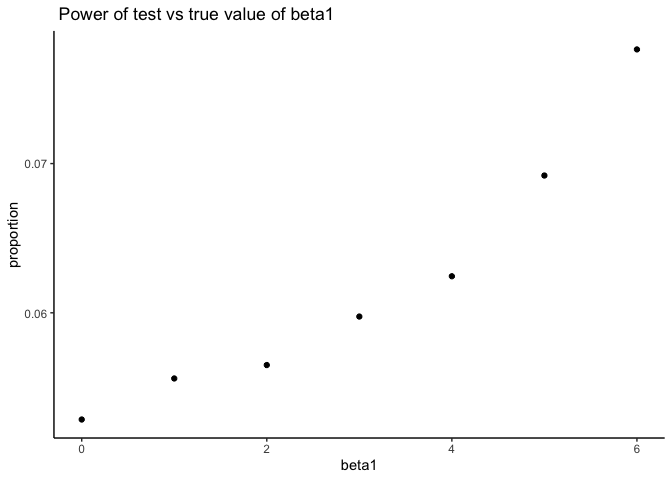 Power of test vs true value of beta1
proportion
0.07
0.06
0
2
4
6
beta1